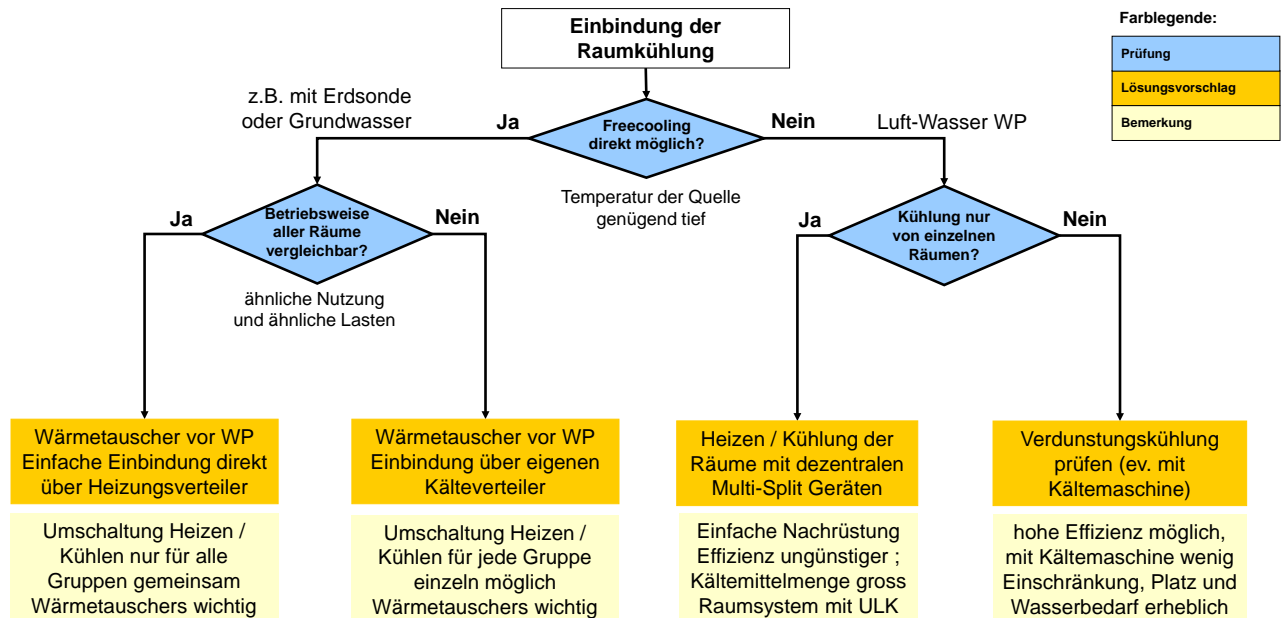 Einbindung der
Raumkühlung
Farblegende:
Prüfung
Lösungsvorschlag
Bemerkung
z.B. mit Erdsonde
oder Grundwasser
Ja
Freecooling
direkt möglich?
Nein
Luft-Wasser WP
Temperatur der Quelle
genügend tief
Ja
Betriebsweise
aller Räume
vergleichbar?
Nein
ähnliche Nutzung
und ähnliche Lasten
Ja
Kühlung nur
von einzelnen
Räumen?
Nein
Wärmetauscher vor WP
Einfache Einbindung direkt
über Heizungsverteiler
Wärmetauscher vor WP
Einbindung über eigenen
Kälteverteiler
Heizen / Kühlung der
Räume mit dezentralen
Multi-Split Geräten
Verdunstungskühlung
prüfen (ev. mit
Kältemaschine)
Umschaltung Heizen /
Kühlen nur für alle
Gruppen gemeinsam
Wärmetauschers wichtig
Umschaltung Heizen /
Kühlen für jede Gruppe
einzeln möglich
Wärmetauschers wichtig
Einfache Nachrüstung
Effizienz ungünstiger ;
Kältemittelmenge gross
Raumsystem mit ULK
hohe Effizienz möglich,
mit Kältemaschine wenig
Einschränkung, Platz und
Wasserbedarf erheblich